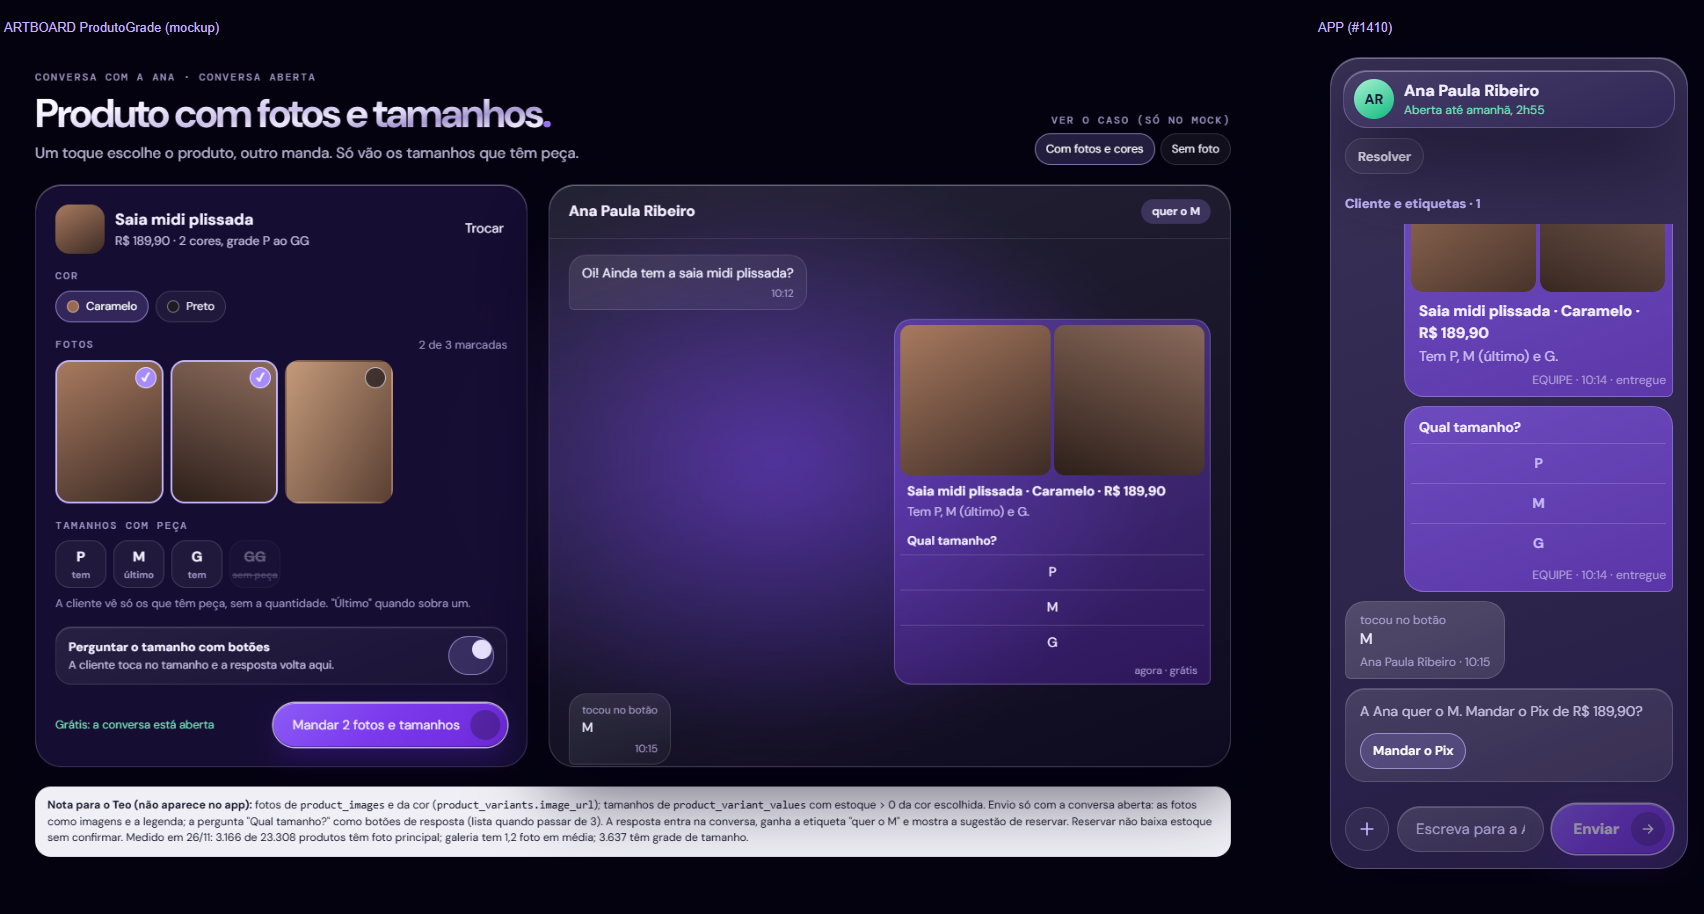 ARTBOARD ProdutoGrade (mockup)
CONVERSA COM A ANA · CONVERSA ABERTA
Produto com fotos e tamanhos.
Um toque escolhe o produto, outro manda. Só vão os tamanhos que têm peça.
VER O CASO (SÓ NO MOCK)
Com fotos e cores
Sem foto
Saia midi plissada
R$ 189,90 · 2 cores, grade P ao GG
Trocar
COR
Caramelo
Preto
FOTOS
2 de 3 marcadas
TAMANHOS COM PEÇA
P
tem
M
último
G
tem
GG
sem peça
A cliente vê só os que têm peça, sem a quantidade. "Último" quando sobra um.
Perguntar o tamanho com botões
A cliente toca no tamanho e a resposta volta aqui.
Grátis: a conversa está aberta
Mandar 2 fotos e tamanhos
Ana Paula Ribeiro
quer o M
Oi! Ainda tem a saia midi plissada?
10:12
Saia midi plissada · Caramelo · R$ 189,90
Tem P, M (último) e G.
Qual tamanho?
P
M
G
agora · grátis
tocou no botão
M
10:15
Nota para o Teo (não aparece no app): fotos de product_images e da cor (product_variants.image_url); tamanhos de product_variant_values com estoque > 0 da cor escolhida. Envio só com a conversa aberta: as fotos
como imagens e a legenda; a pergunta "Qual tamanho?" como botões de resposta (lista quando passar de 3). A resposta entra na conversa, ganha a etiqueta "quer o M" e mostra a sugestão de reservar. Reservar não baixa estoque
sem confirmar. Medido em 26/11: 3.166 de 23.308 produtos têm foto principal; galeria tem 1,2 foto em média; 3.637 têm grade de tamanho.
APP (#1410)
AR
Ana Paula Ribeiro
Aberta até amanhã, 2h55
Resolver
Cliente e etiquetas · 1
Saia midi plissada · Caramelo ·
R$ 189,90
Tem P, M (último) e G.
EQUIPE · 10:14 · entregue
Qual tamanho?
P
M
G
EQUIPE · 10:14 · entregue
tocou no botão
M
Ana Paula Ribeiro · 10:15
A Ana quer o M. Mandar o Pix de R$ 189,90?
Mandar o Pix
Escreva para a
Enviar